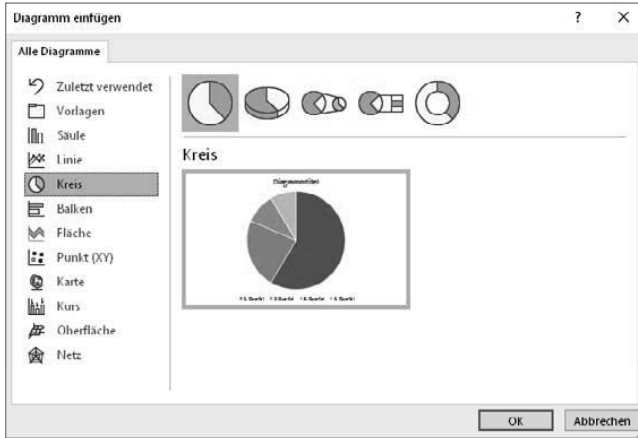 Diagramm einfügen
?
X
Alle Diagramme
Zuletzt verwendet
Vorlagen
Säule
Linie
Kreis
Balken
Fläche
Punkt (XY)
Karte
Kurs
Oberfläche
Netz
Kreis
Diagrammtitel
OK
Abbrechen